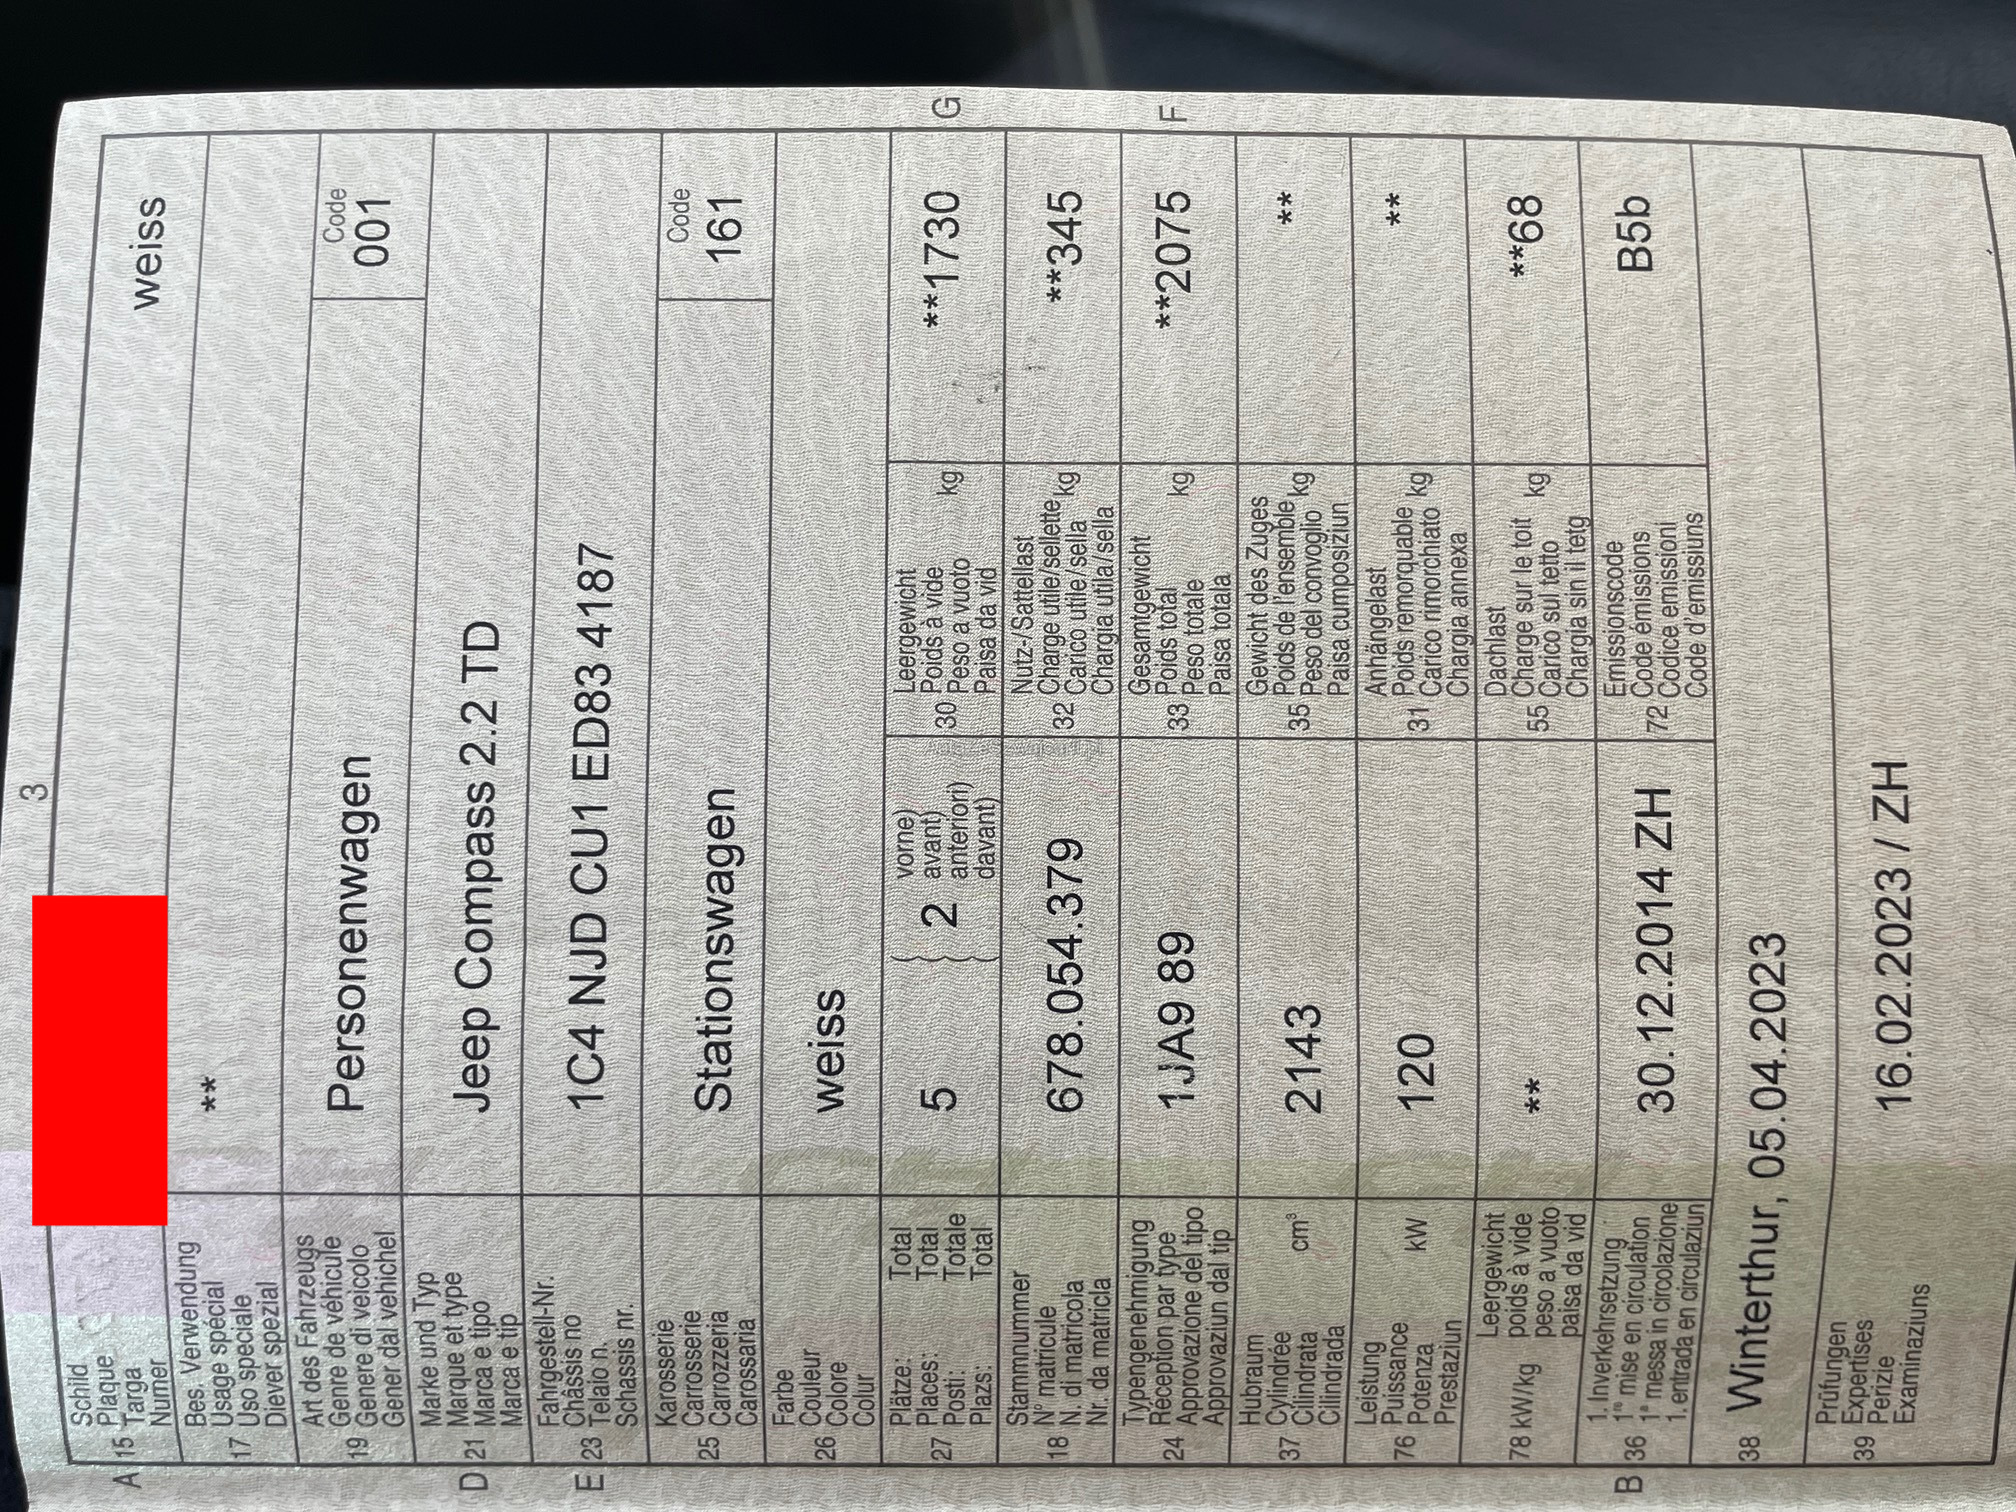 3
Schild
A 15 Plaque
Targa
Numer
weiss
Bes. Verwendung
17 Usage spécial
Uso speciale
Diever spezial
**
Art des Fahrzeugs
19 Genre de véhicule
Genere di veicolo
Gener dal vehichel
Personenwagen
Code
001
Marke und Typ
D 21 Marque et type
Marca e tipo
Marca e tip
Jeep Compass 2.2 TD
Fahrgestell-Nr.
E 23 Châssis no
Telaio n.
Schassis nr.
1C4 NJD CU1 ED83 4187
Karosserie
25 Carrosserie
Carrozzeria
Carossaria
Stationswagen
Code
161
Farbe
26 Couleur
Colore
Colur
weiss
Plätze: Total
27 Places: Total
Posti: Totale
Plazs: Total
5
2
vorne)
avant)
anteriori)
davant)
Leergewicht
30 Poids à vide
Peso a vuoto kg
Paisa da vid
**1730
G
Stammnummer
18 N° matricule
N. di matricola
Nr. da matricla
678.054.379
Nutz-/Sattellast
32 Charge utile/sellette kg
Carico utile/sella
Chargia utila/sella
**345
Typengenehmigung
24 Réception par type
Approvazione del tipo
Approvaziun dal tip
1JA9 89
Gesamtgewicht
33 Poids total kg
Peso totale
Paisa totala
**2075
F
Hubraum
37 Cylindrée cm³
Cilindrata
Cilindrada
2143
Gewicht des Zuges
35 Poids de l'ensemble kg
Peso del convoglio
Paisa cumposiziun
**
Leistung
76 Puissance kW
Potenza
Prestaziun
120
Anhängelast
31 Poids remorquable kg
Carico rimorchiato
Chargia annexa
**
Leergewicht
78 kW/kg poids à vide
peso a vuoto
paisa da vid
**
Dachlast
55 Charge sur le toit kg
Carico sul tetto
Chargia sin il tetg
**68
1. Inverkehrsetzung
B 36 1re mise en circulation
1a messa in circolazione
1. entrada en circulaziun
30.12.2014 ZH
Emissionscode
72 Code émissions
Codice emissioni
Code d'emissiuns
B5b
38 Winterthur, 05.04.2023
Prüfungen
39 Expertises
Perizie
Examinaziuns
16.02.2023 / ZH